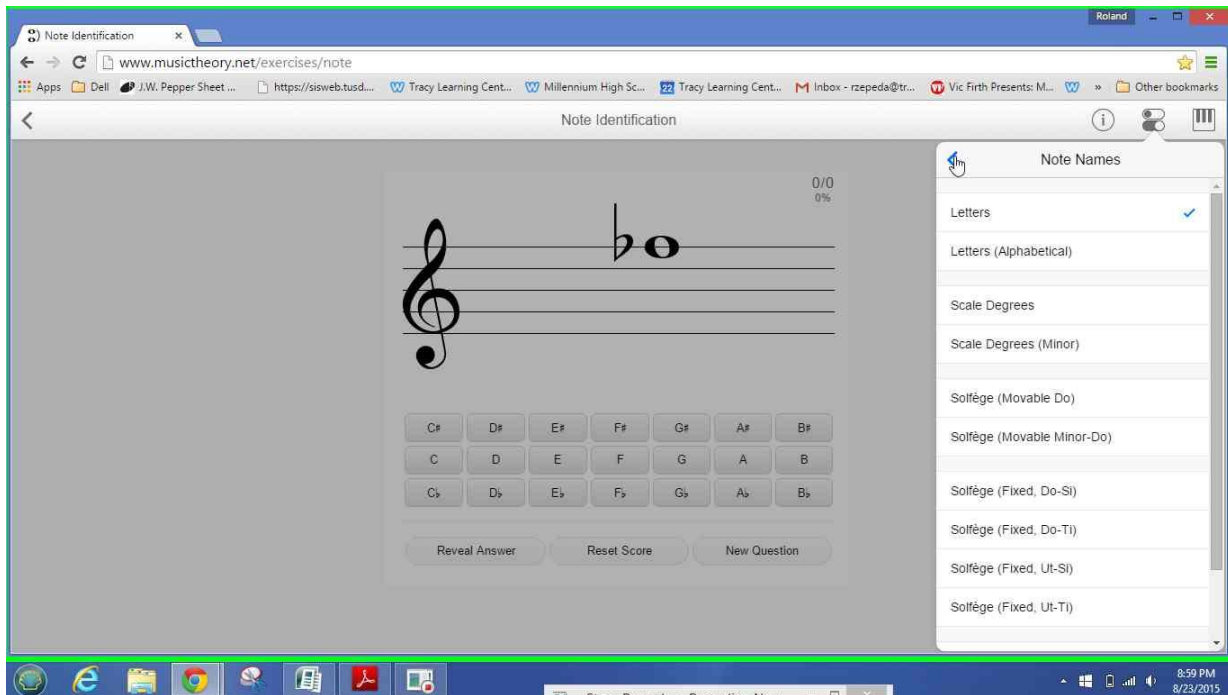 Roland
Note Identification
www.musictheory.net/exercises/note
Apps Dell J.W. Pepper Sheet ... https://sisweb.tusd.... Tracy Learning Cent... Millennium High Sc... 22 Tracy Learning Cent... Inbox - rzepeda@tr... Vic Firth Presents: M... » Other bookmarks
Note Identification
Note Names
0/0
0%
Letters
Letters (Alphabetical)
Scale Degrees
Scale Degrees (Minor)
Solfège (Movable Do)
Solfège (Movable Minor-Do)
Solfège (Fixed, Do-Si)
Solfège (Fixed, Do-Ti)
Solfège (Fixed, Ut-Si)
Solfège (Fixed, Ut-Ti)
C♯ D♯ E♯ F♯ G♯ A♯ B♯
C D E F G A B
C♭ D♭ E♭ F♭ G♭ A♭ B♭
Reveal Answer Reset Score New Question
8:59 PM
8/23/2015